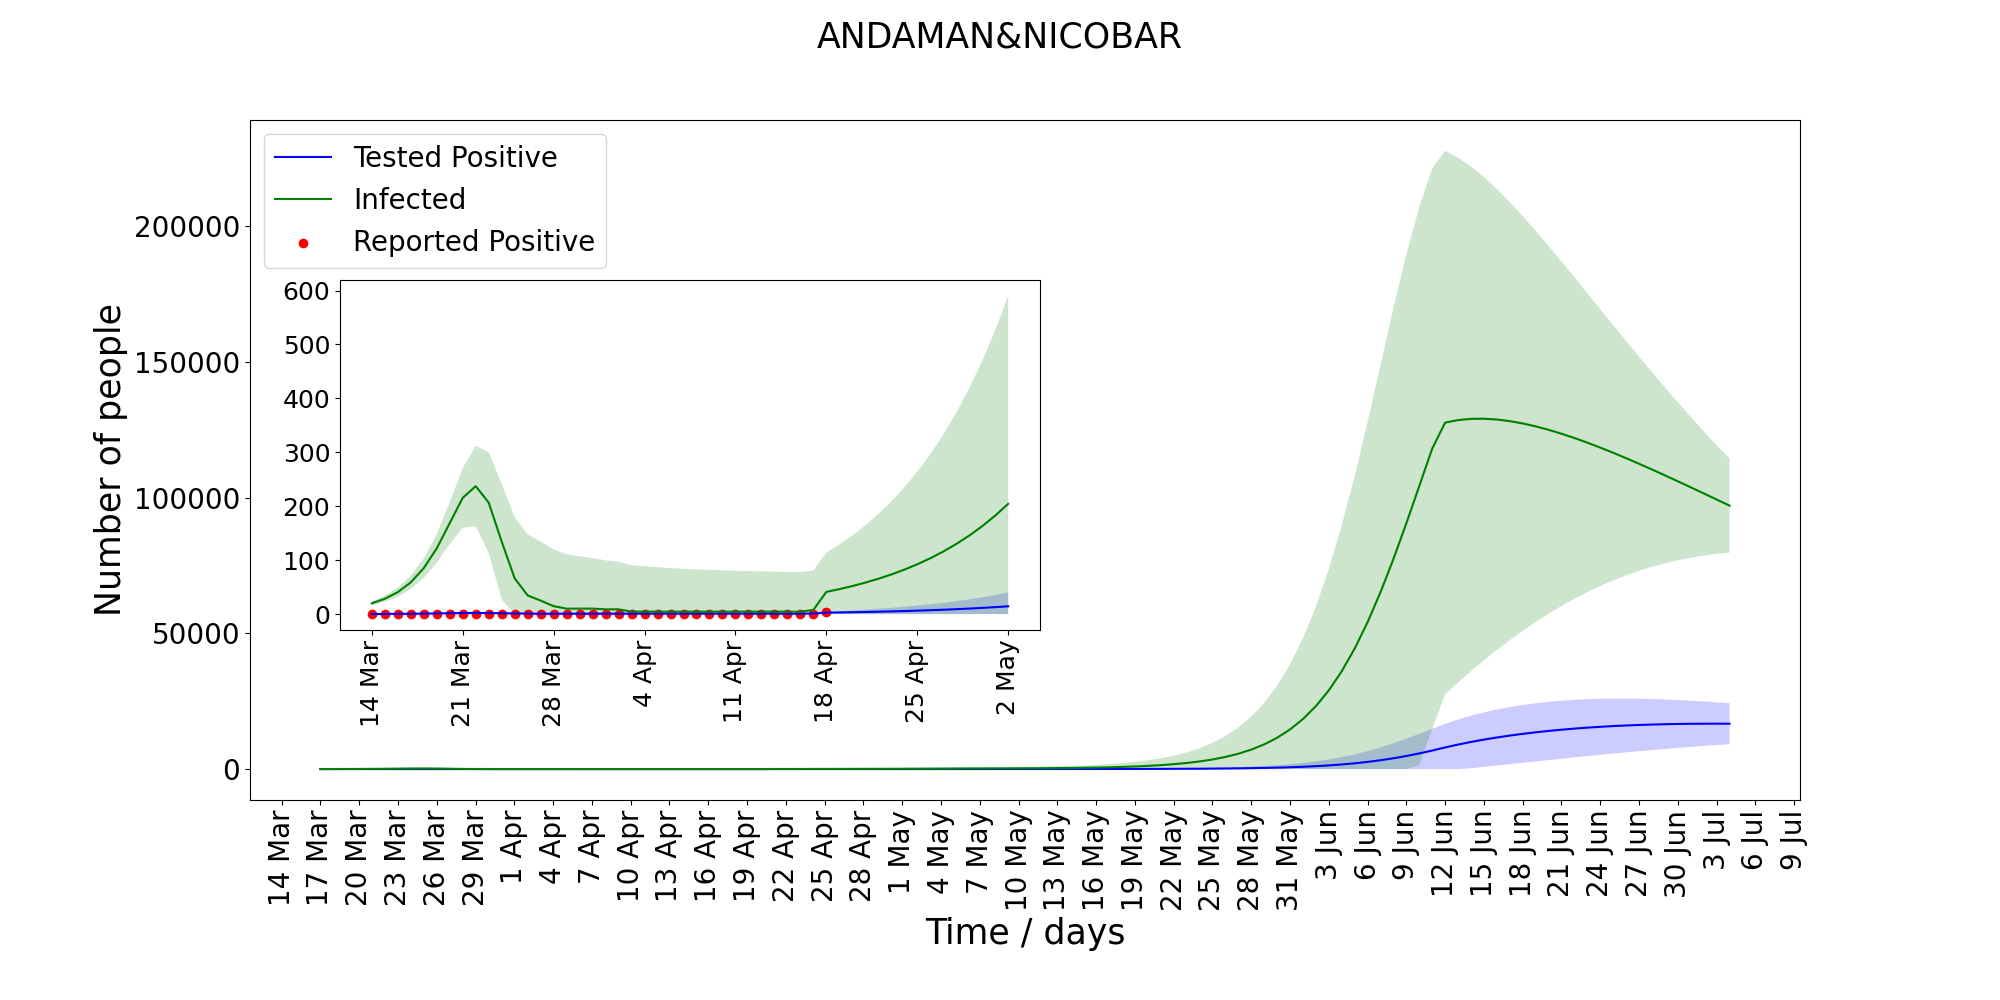 ANDAMAN&NICOBAR
Tested Positive
Infected
Reported Positive
Number of people
200000
150000
100000
50000
0
600
500
400
300
200
100
0
14 Mar
21 Mar
28 Mar
4 Apr
11 Apr
18 Apr
25 Apr
2 May
14 Mar
17 Mar
20 Mar
23 Mar
26 Mar
29 Mar
1 Apr
4 Apr
7 Apr
10 Apr
13 Apr
16 Apr
19 Apr
22 Apr
25 Apr
28 Apr
1 May
4 May
7 May
10 May
13 May
16 May
19 May
22 May
25 May
28 May
31 May
3 Jun
6 Jun
9 Jun
12 Jun
15 Jun
18 Jun
21 Jun
24 Jun
27 Jun
30 Jun
3 Jul
6 Jul
9 Jul
Time / days